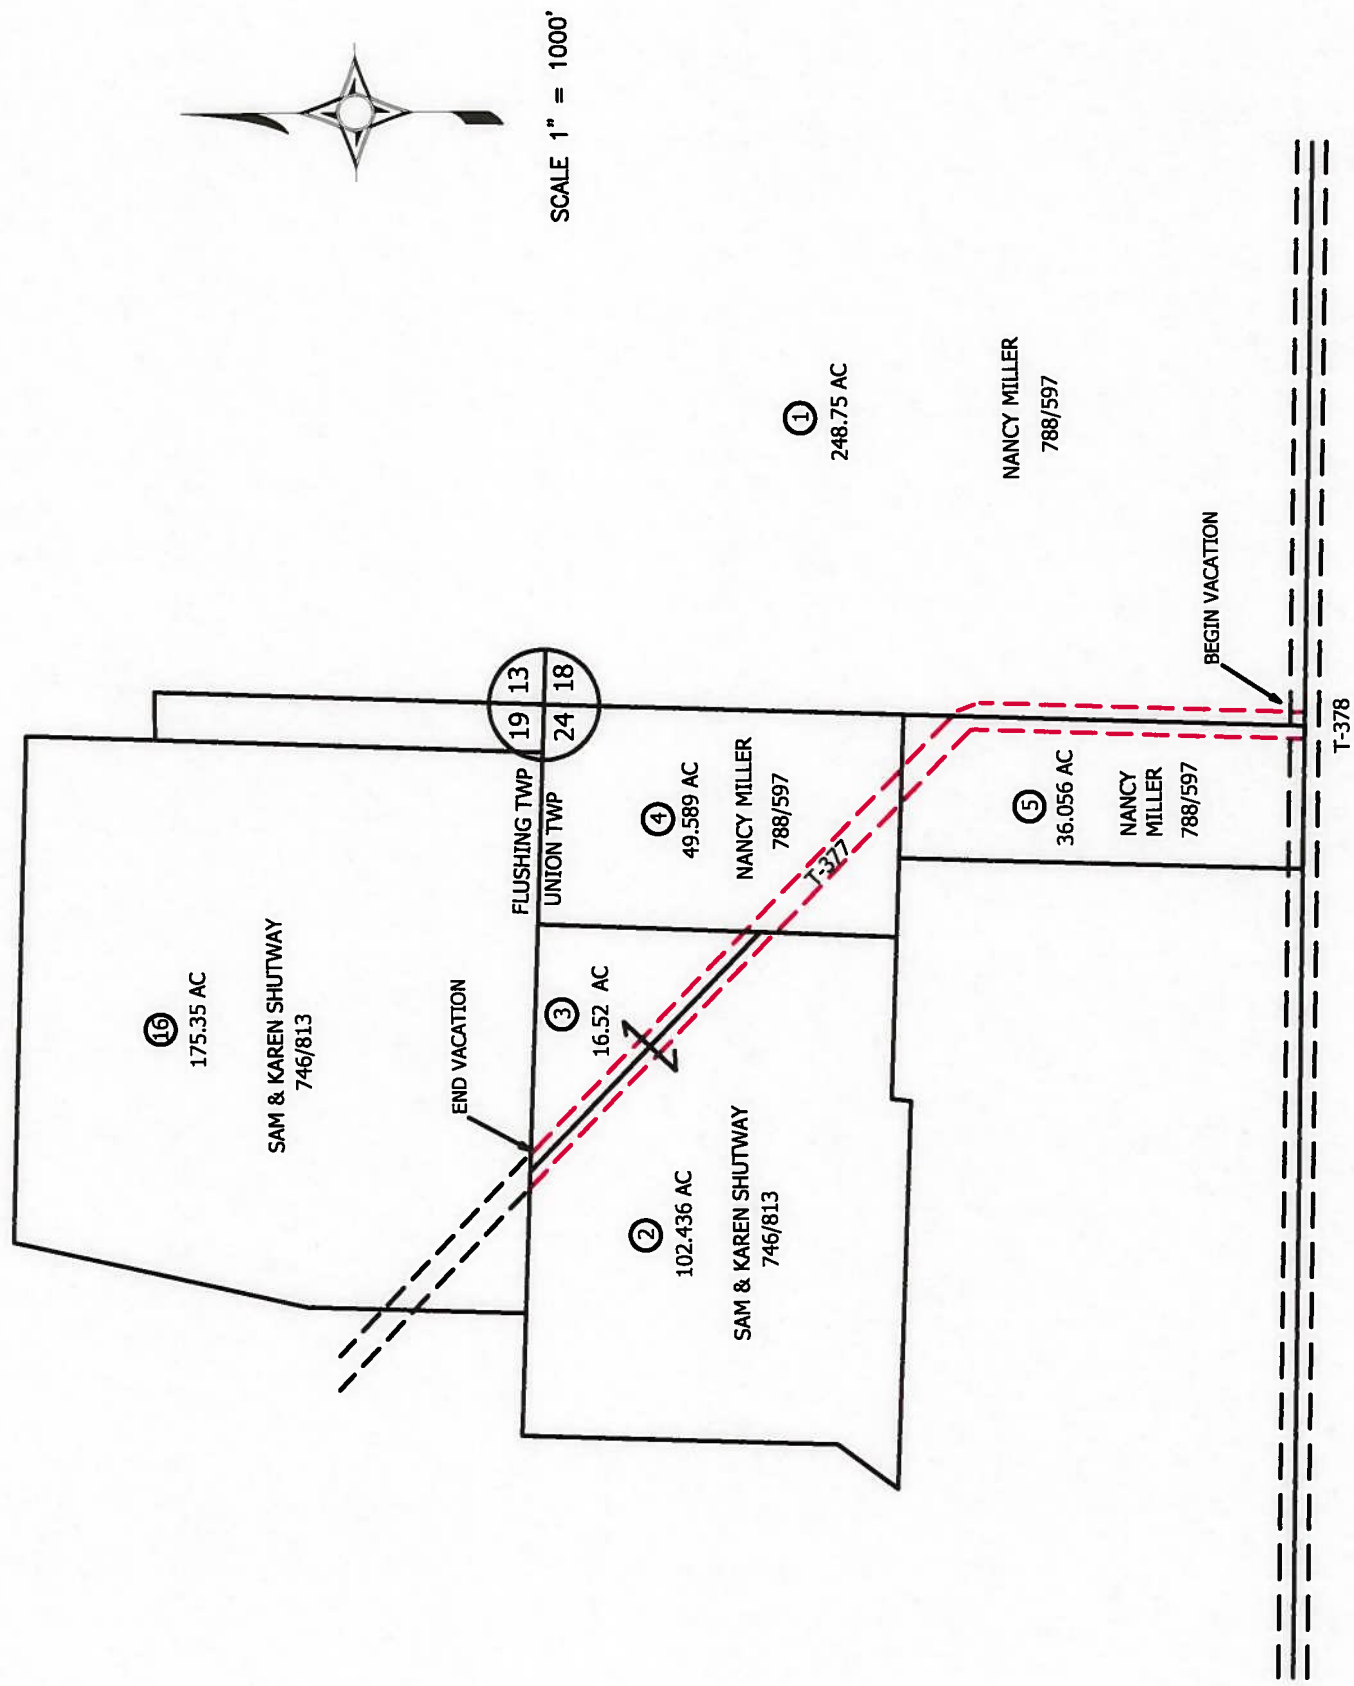 SCALE 1" = 1000'
16
175.35 AC
SAM & KAREN SHUTWAY
746/813
END VACATION
FLUSHING TWP
UNION TWP
19
13
24
18
3
16.52 AC
4
49.589 AC
NANCY MILLER
788/597
T-377
2
102.436 AC
SAM & KAREN SHUTWAY
746/813
1
248.75 AC
NANCY MILLER
788/597
5
36.056 AC
NANCY
MILLER
788/597
BEGIN VACATION
T-378